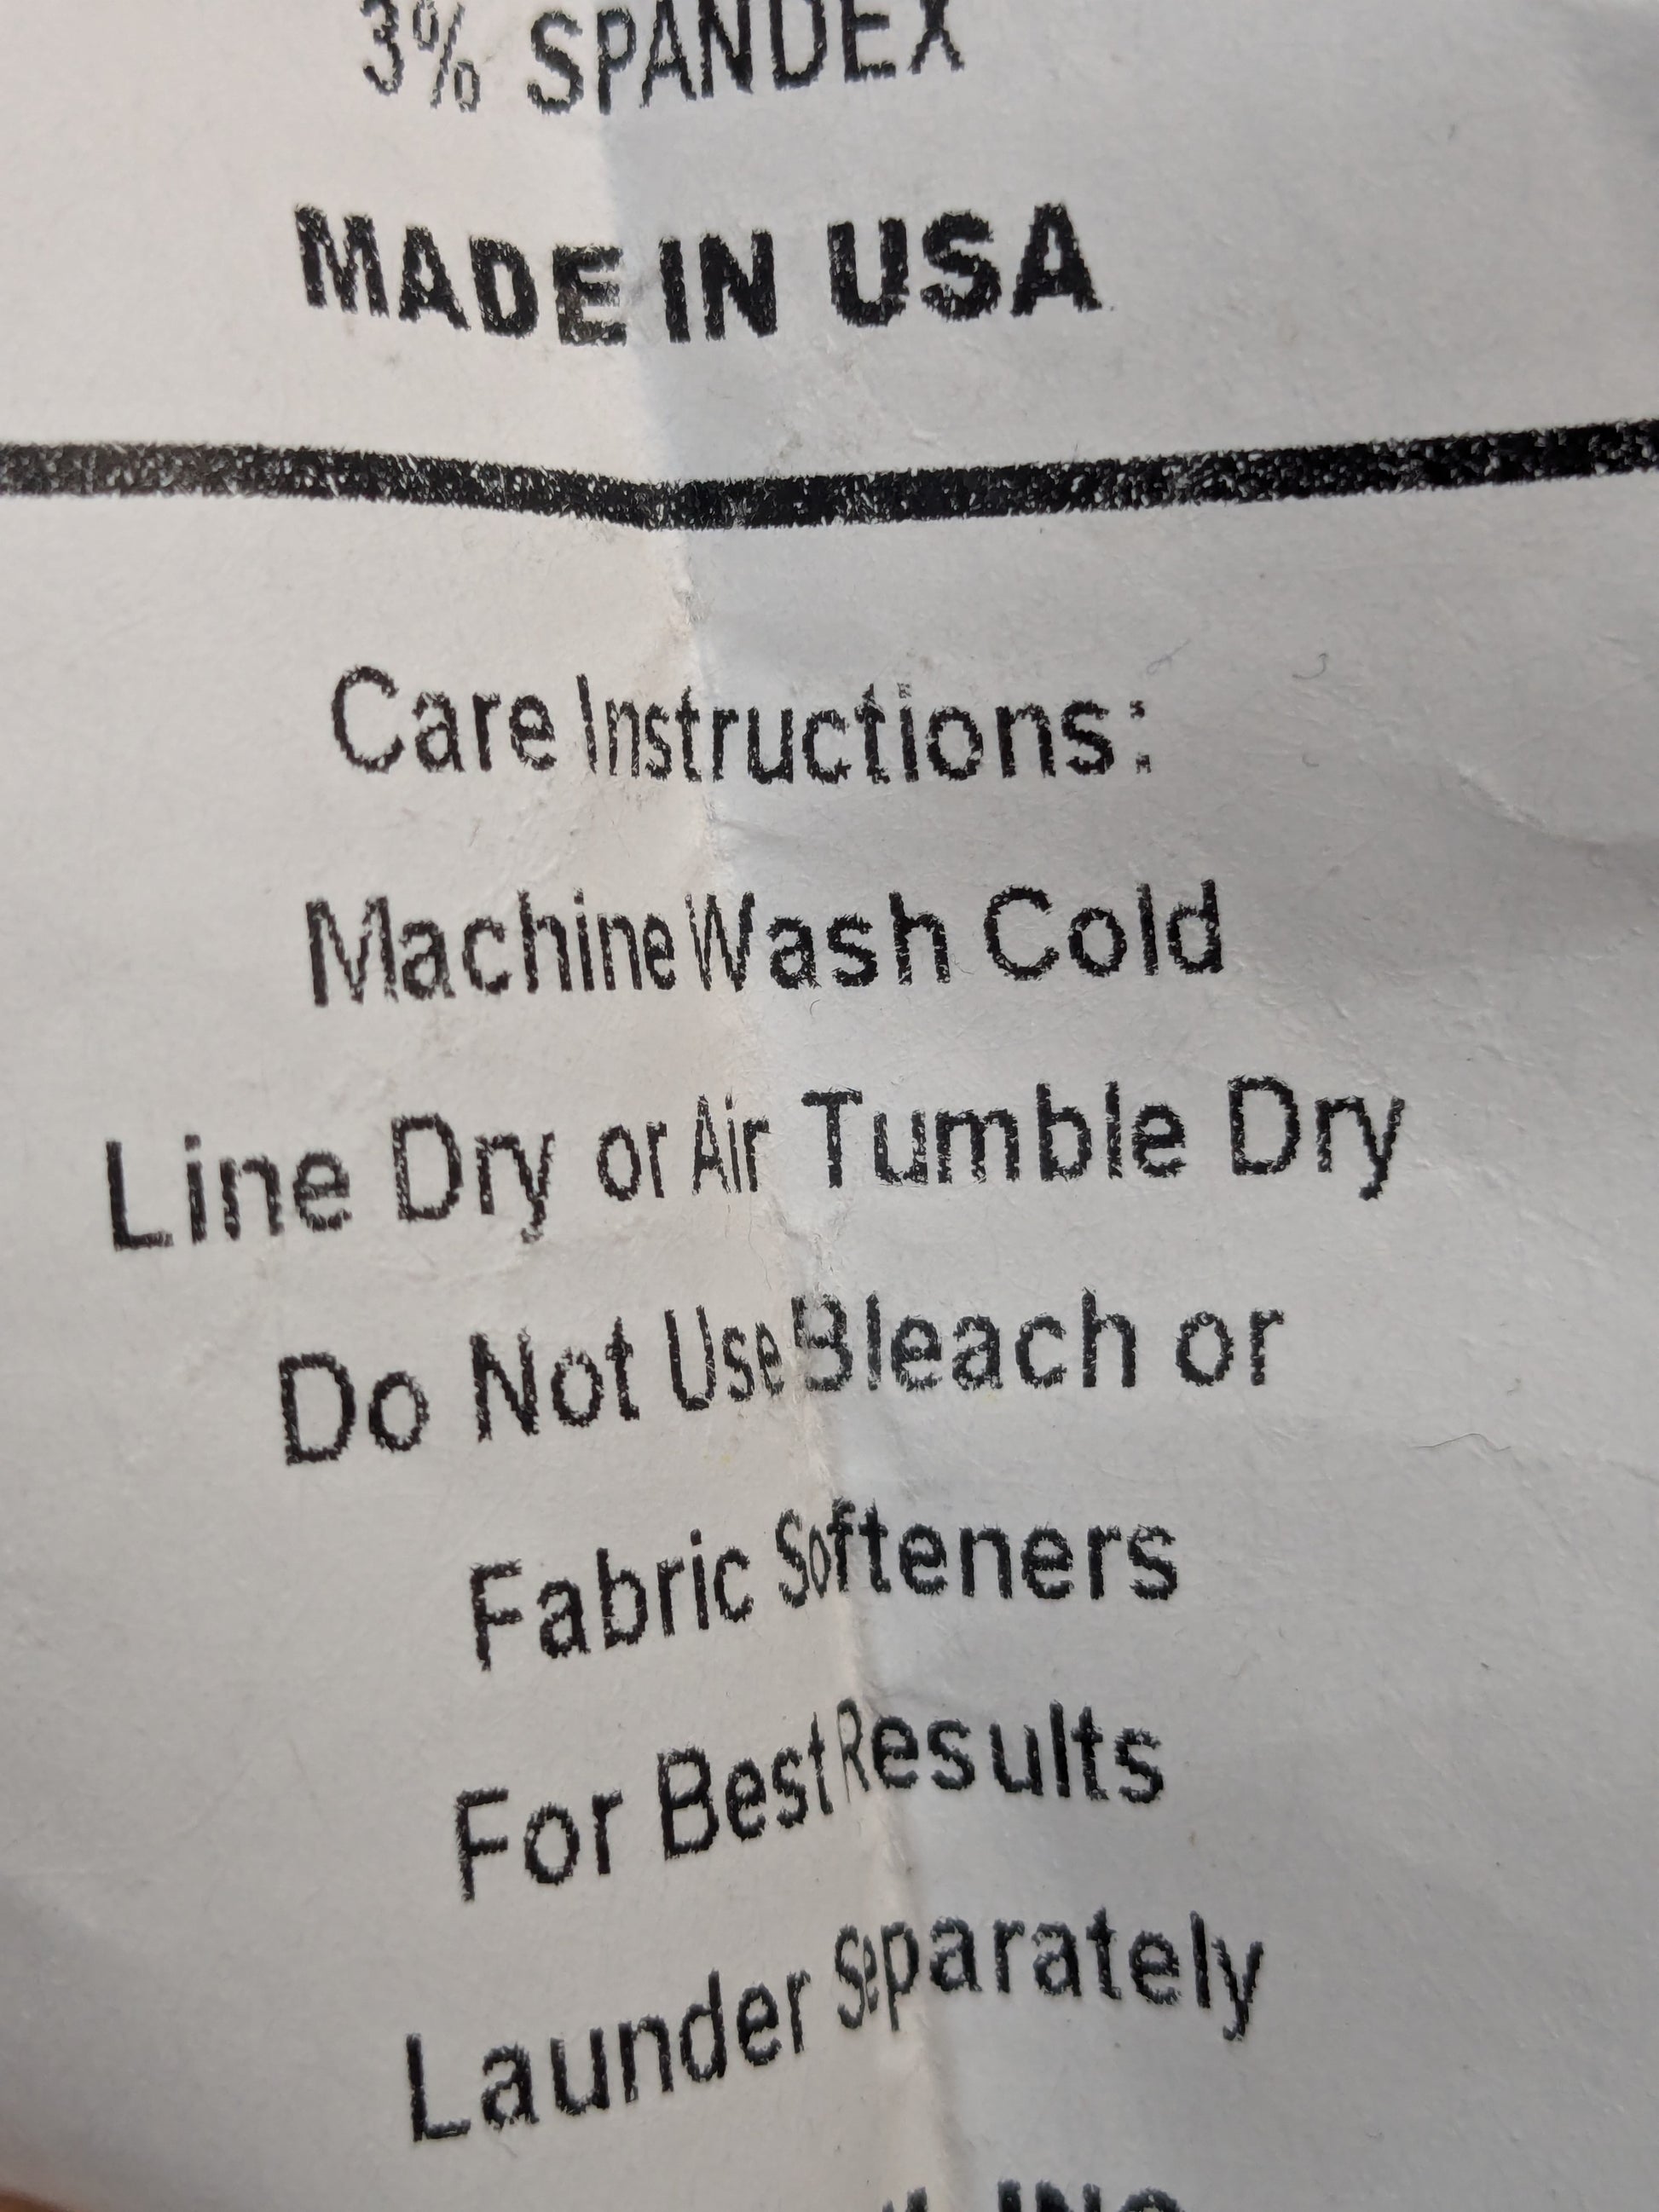 3% SPANDEX
MADE IN USA
Care Instructions:
Machine Wash Cold
Line Dry or Air Tumble Dry
Do Not Use Bleach or
Fabric Softeners
For Best Results
Launder Separately